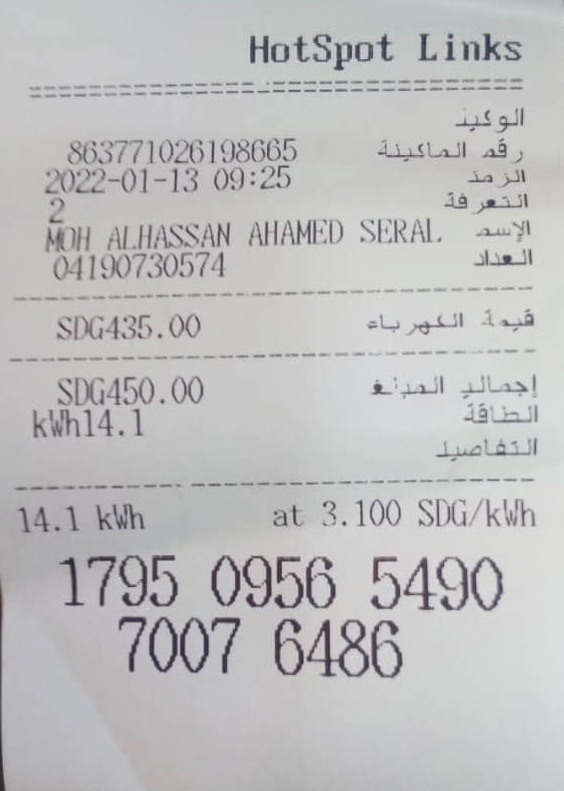 HotSpot Links
الوكيل
رقم الماكينة 863771026198665
الزمن 2022-01-13 09:25
التعرفة 2
الإسم MOH ALHASSAN AHAMED SERAL
العداد 04190730574
قيمة الكهرباء SDG435.00
إجمالي المبلغ SDG450.00
الطاقة kWh14.1
التفاصيل
14.1 kWh at 3.100 SDG/kWh
1795 0956 5490
7007 6486